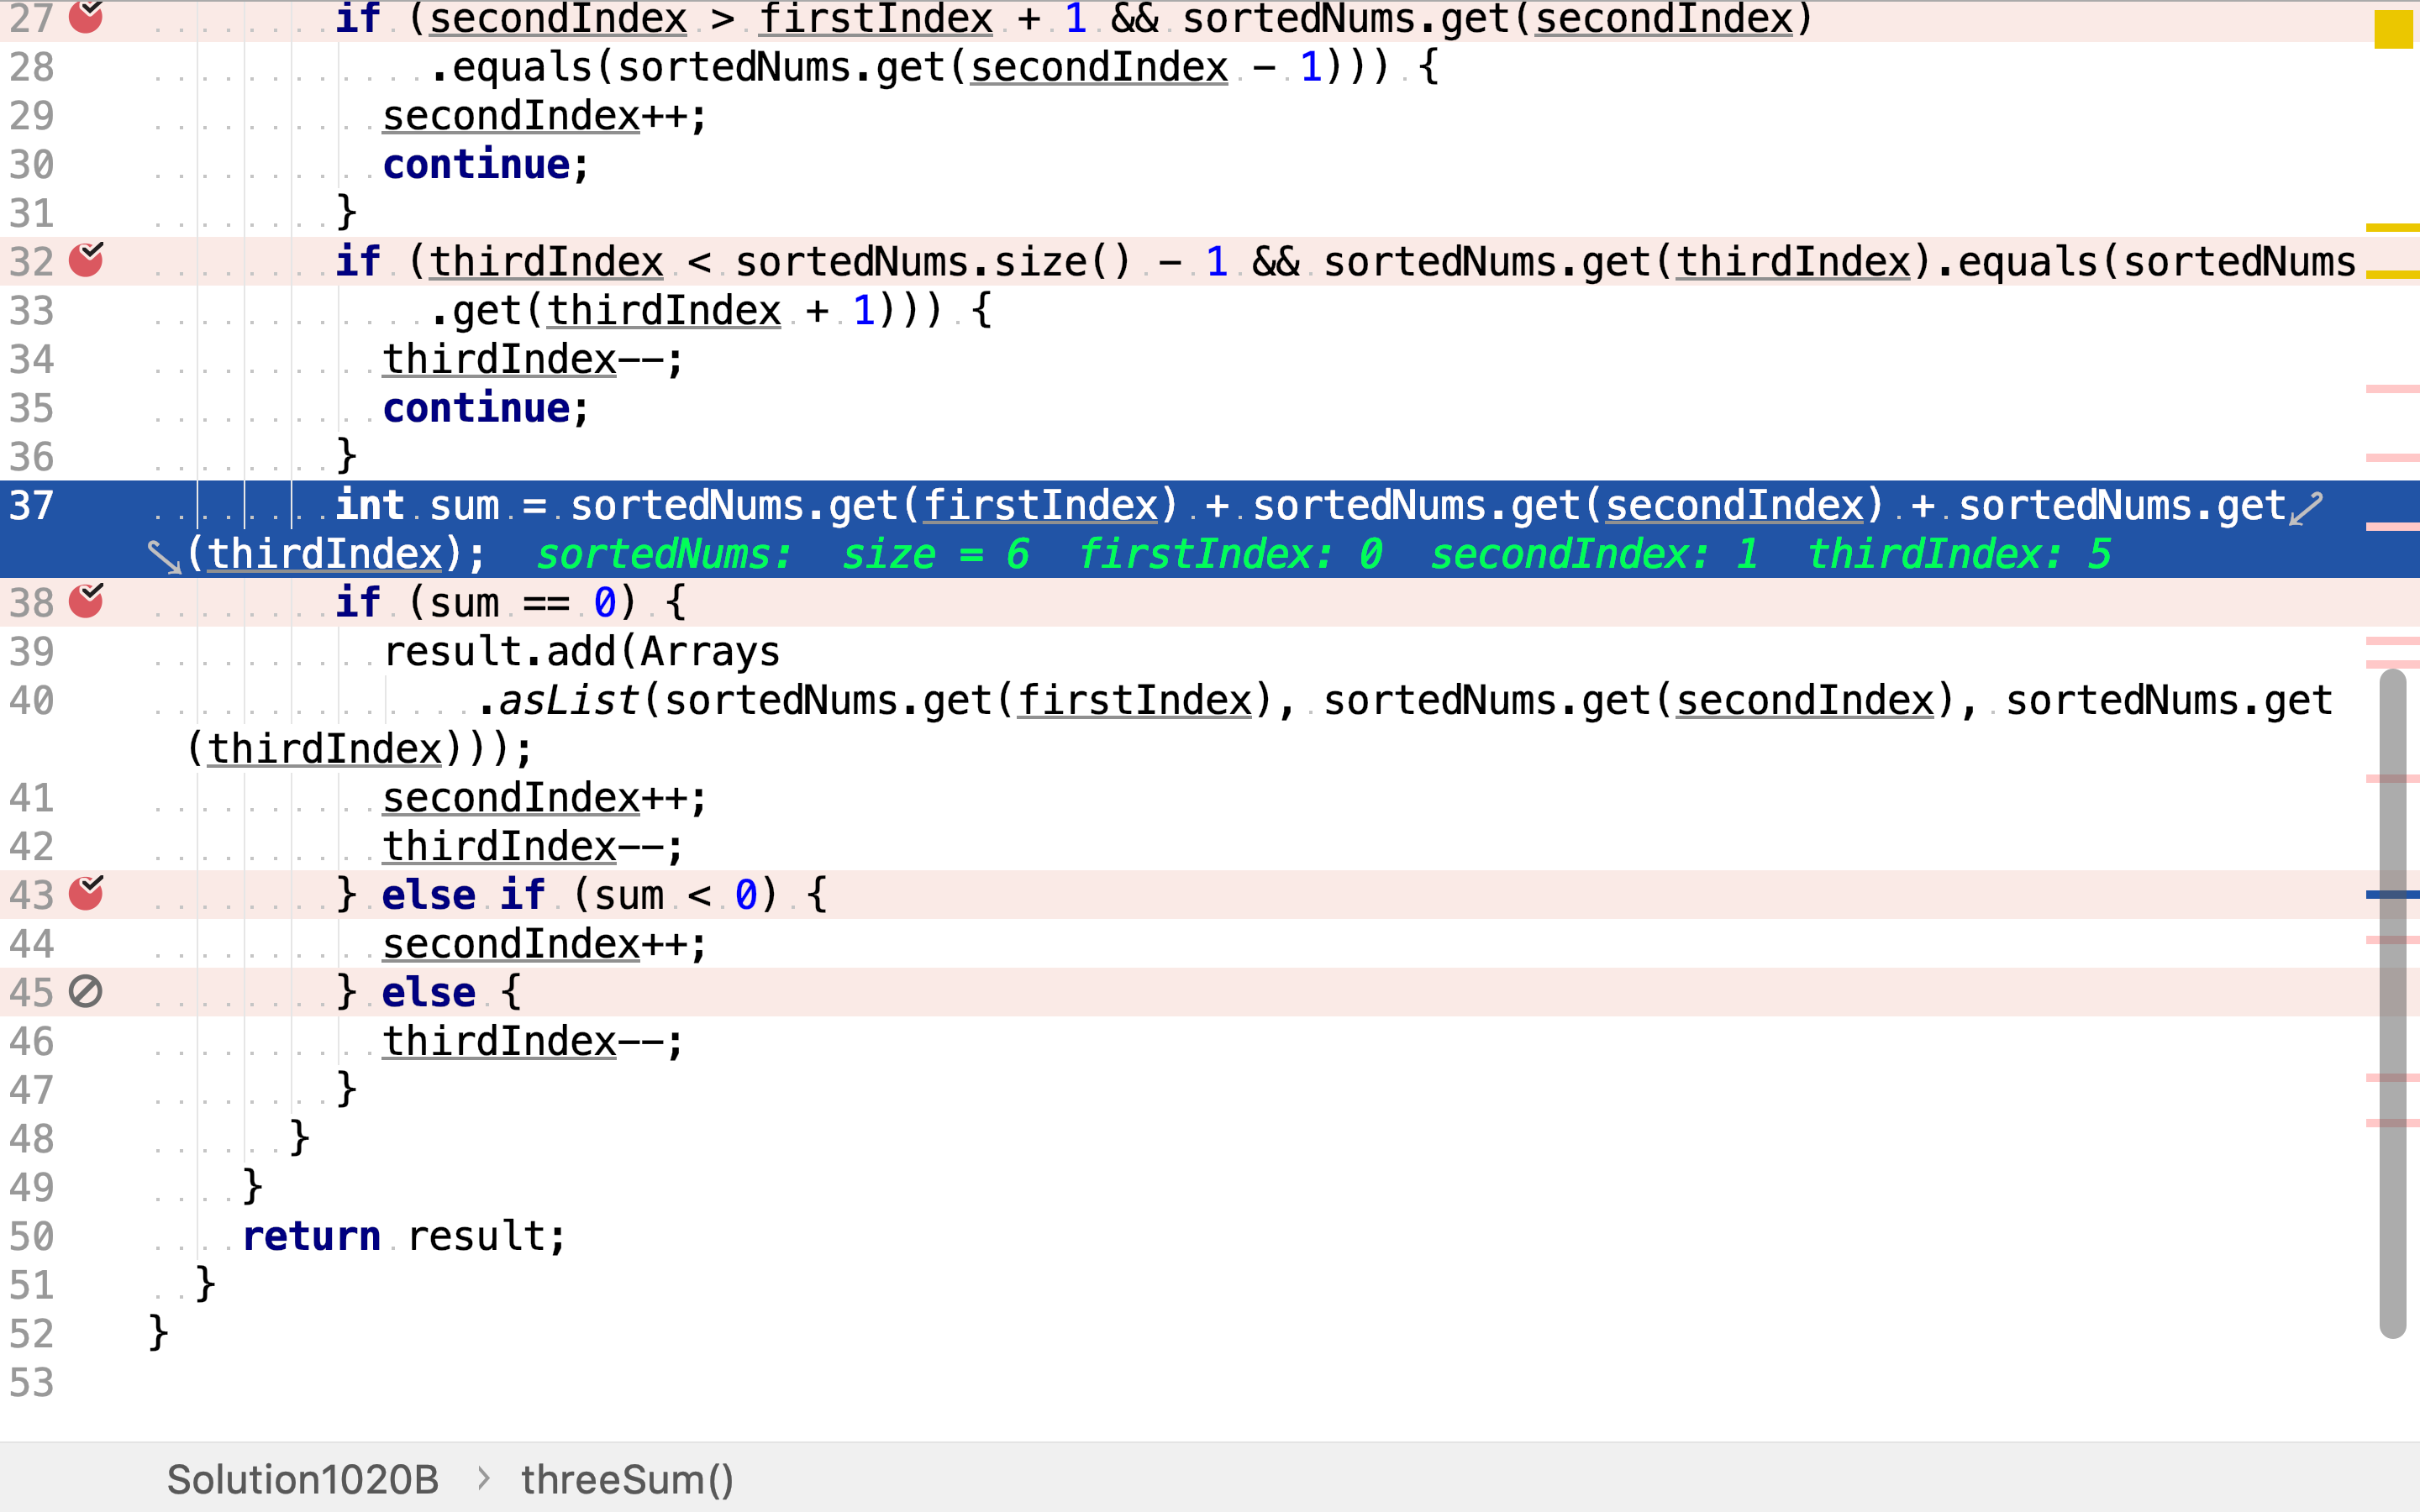 27 if (secondIndex > firstIndex + 1 && sortedNums.get(secondIndex)
28 .equals(sortedNums.get(secondIndex - 1))) {
29 secondIndex++;
30 continue;
31 }
32 if (thirdIndex < sortedNums.size() - 1 && sortedNums.get(thirdIndex).equals(sortedNums
33 .get(thirdIndex + 1))) {
34 thirdIndex--;
35 continue;
36 }
37 int sum = sortedNums.get(firstIndex) + sortedNums.get(secondIndex) + sortedNums.get
(thirdIndex); sortedNums: size = 6 firstIndex: 0 secondIndex: 1 thirdIndex: 5
38 if (sum == 0) {
39 result.add(Arrays
40 .asList(sortedNums.get(firstIndex), sortedNums.get(secondIndex), sortedNums.get
(thirdIndex)));
41 secondIndex++;
42 thirdIndex--;
43 } else if (sum < 0) {
44 secondIndex++;
45 } else {
46 thirdIndex--;
47 }
48 }
49 }
50 return result;
51 }
52 }
53
Solution1020B > threeSum()